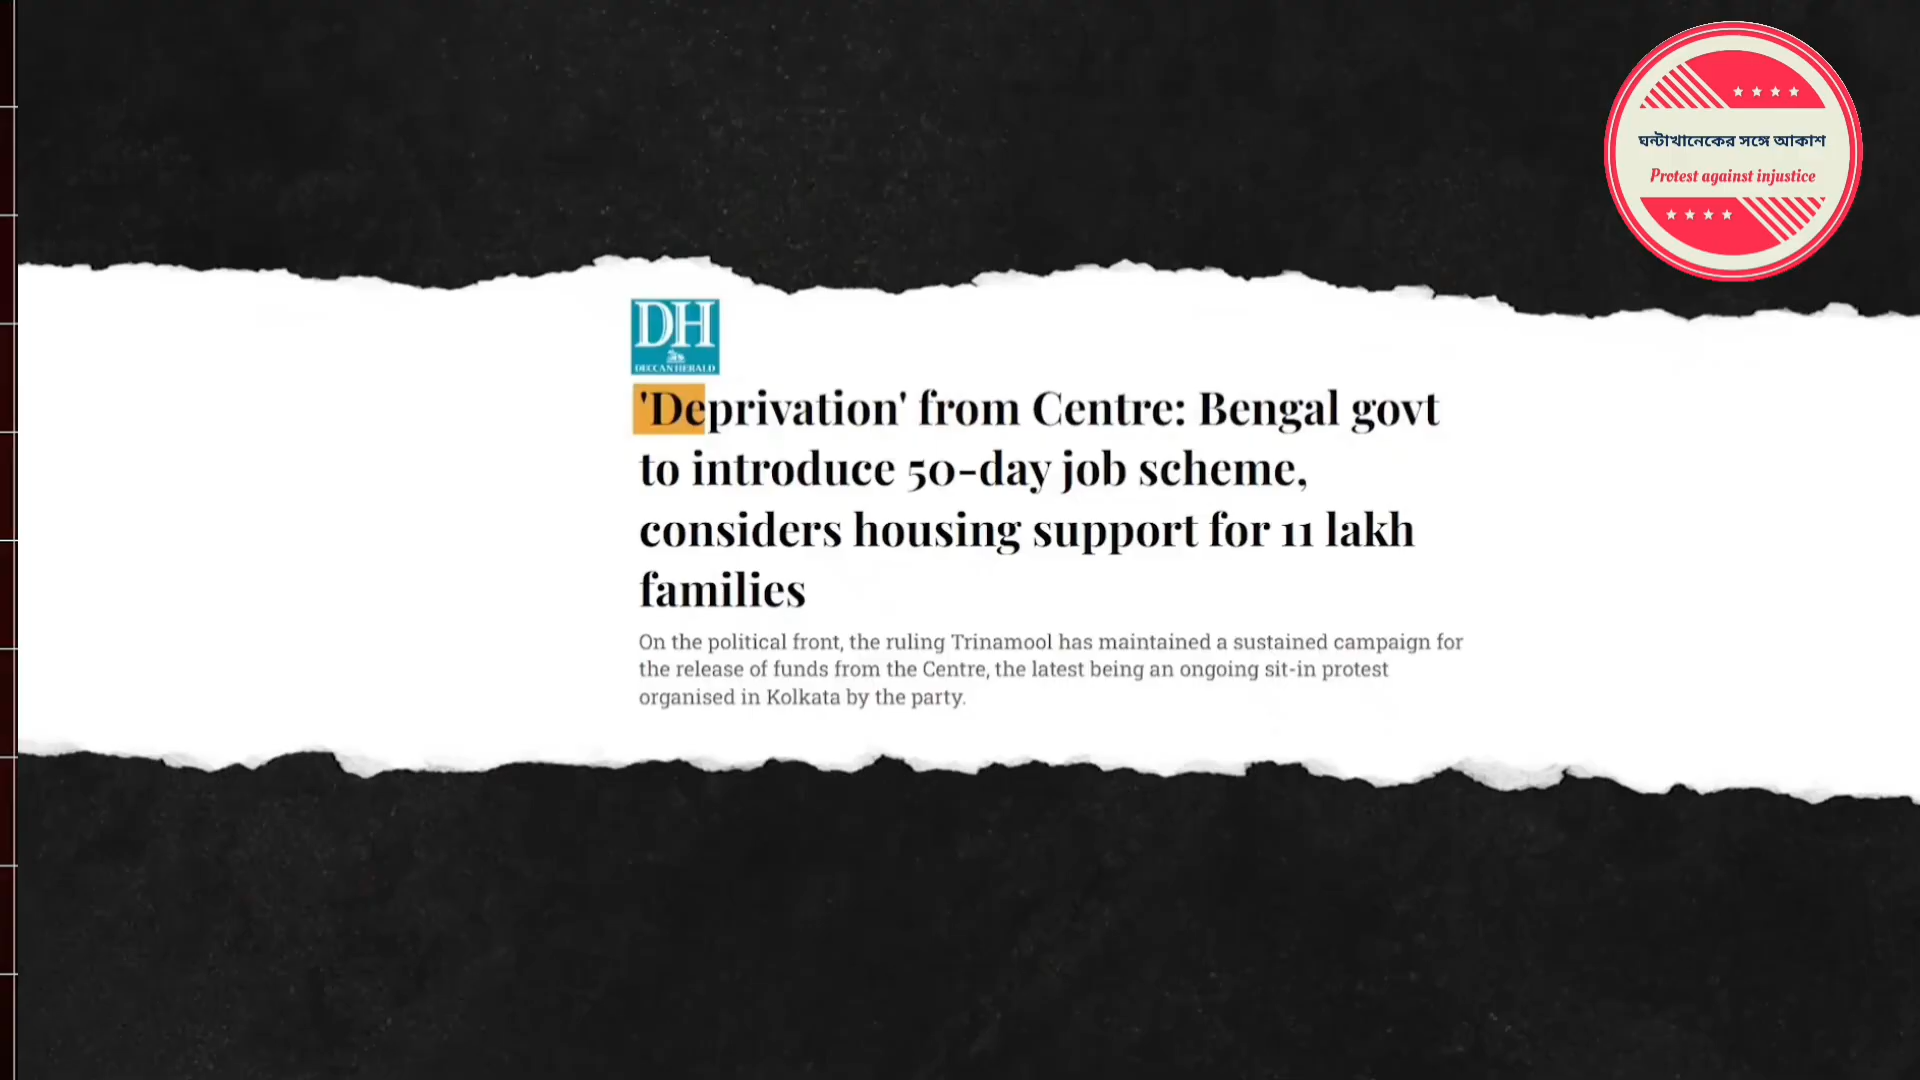 ঘন্টাখানেকের সঙ্গে আকাশ
Protest against injustice
DH
DECCAN HERALD
'Deprivation' from Centre: Bengal govt
to introduce 50-day job scheme,
considers housing support for 11 lakh
families
On the political front, the ruling Trinamool has maintained a sustained campaign for
the release of funds from the Centre, the latest being an ongoing sit-in protest
organised in Kolkata by the party.